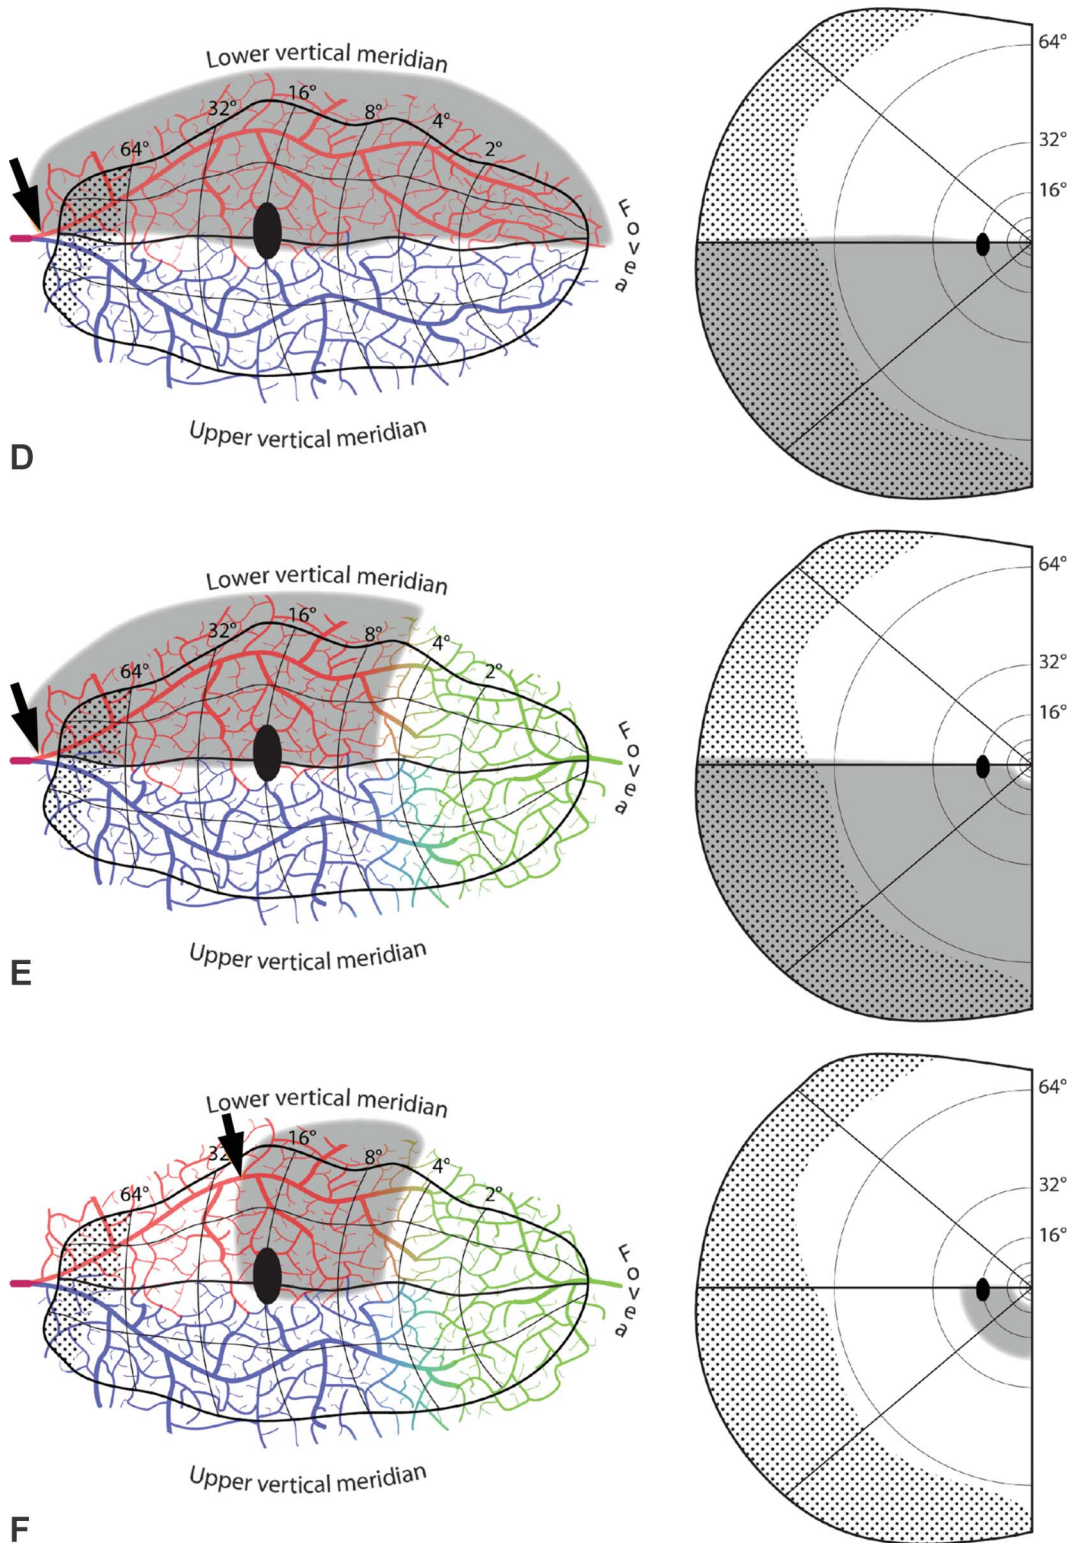 Lower vertical meridian
64° 32° 16° 8° 4° 2°
Fovea
Upper vertical meridian
D
64°
32°
16°
Lower vertical meridian
64° 32° 16° 8° 4° 2°
Fovea
Upper vertical meridian
E
64°
32°
16°
Lower vertical meridian
64° 32 16° 8° 4° 2°
Fovea
Upper vertical meridian
F
64°
32°
16°